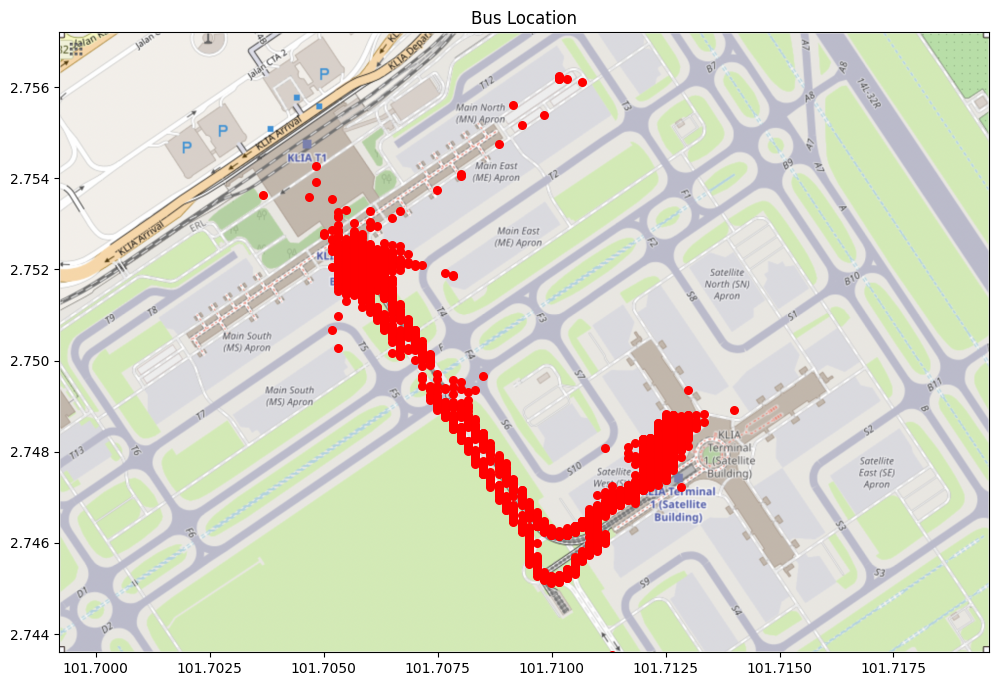 Bus Location
2.756
2.754
2.752
2.750
2.748
2.746
2.744
101.7000
101.7025
101.7050
101.7075
101.7100
101.7125
101.7150
101.7175
Jalan
CTA 2
Jalan CTA 2
P
P
P
KLIA Arrival
KLIA T1
KLIA Arrival
ERL
Main North
(MN) Apron
Main East
(ME) Apron
Main East
(ME) Apron
T12
T3
T2
B7
A7
A8
A8
14L-32R
B9
A7
A
F1
F2
B10
Satellite
North (SN)
Apron
S8
S1
T9
T8
Main South
(MS) Apron
Main South
(MS) Apron
T4
T5
F
F4
F3
F5
S7
S6
T7
T6
T13
S10
B11
B
S2
KLIA
Terminal
1 (Satellite
Building)
Satellite
East (SE)
Apron
Satellite
Terminal
1 (Satellite
Building)
F6
D1
D2
S3
S3
S9
S4